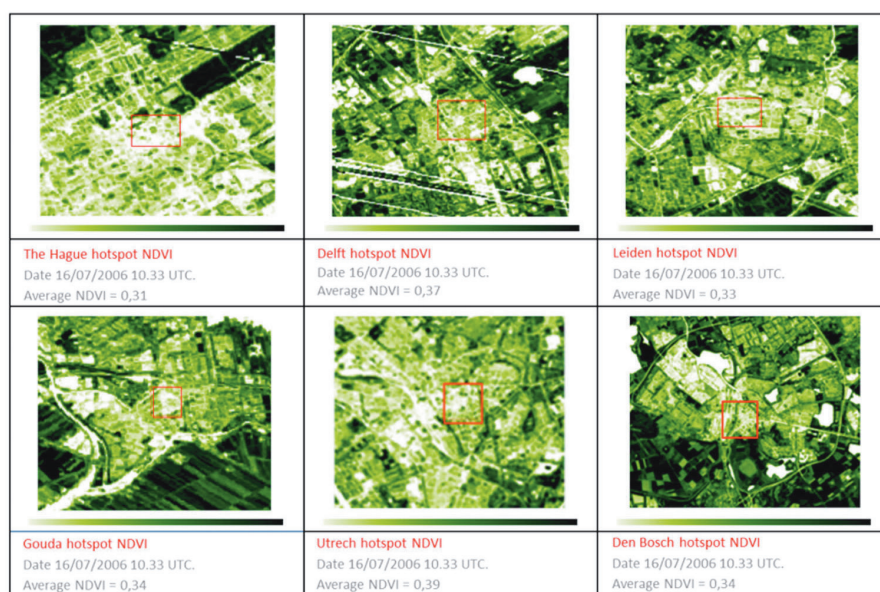 The Hague hotspot NDVI
Date 16/07/2006 10.33 UTC.
Average NDVI = 0,31
Delft hotspot NDVI
Date 16/07/2006 10.33 UTC.
Average NDVI = 0,37
Leiden hotspot NDVI
Date 16/07/2006 10.33 UTC.
Average NDVI = 0,33
Gouda hotspot NDVI
Date 16/07/2006 10.33 UTC.
Average NDVI = 0,34
Utrech hotspot NDVI
Date 16/07/2006 10.33 UTC.
Average NDVI = 0,39
Den Bosch hotspot NDVI
Date 16/07/2006 10.33 UTC.
Average NDVI = 0,34